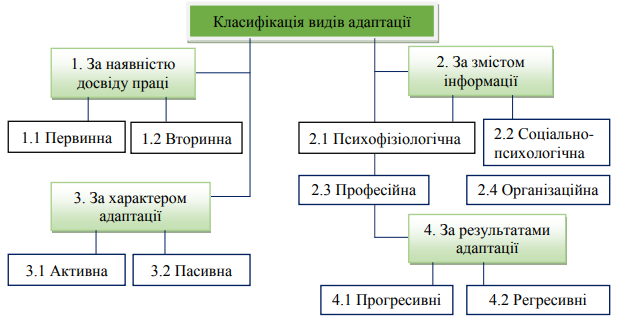 Класифікація видів адаптації
1. За наявністю
досвіду праці
2. За змістом
інформації
1.1 Первинна
1.2 Вторинна
2.1 Психофізіологічна
2.2 Соціально-
психологічна
2.3 Професійна
2.4 Організаційна
3. За характером
адаптації
4. За результатами
адаптації
3.1 Активна
3.2 Пасивна
4.1 Прогресивні
4.2 Регресивні